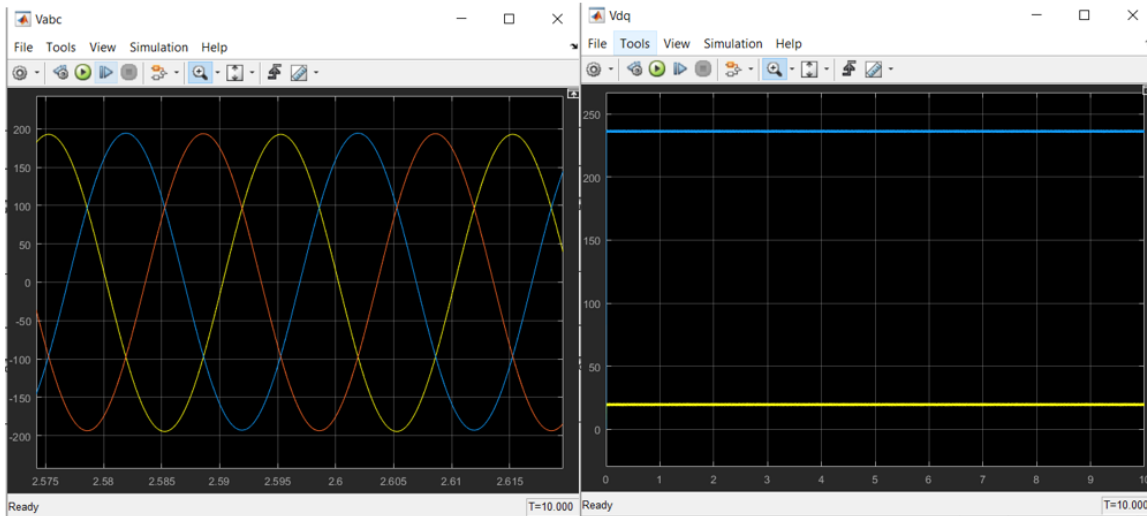 Vabc
File Tools View Simulation Help
200
150
100
50
0
-50
-100
-150
-200
2.575 2.58 2.585 2.59 2.595 2.6 2.605 2.61 2.615
Ready T=10.000
Vdq
File Tools View Simulation Help
250
200
150
100
50
0
0 1 2 3 4 5 6 7 8 9 10
Ready T=10.000